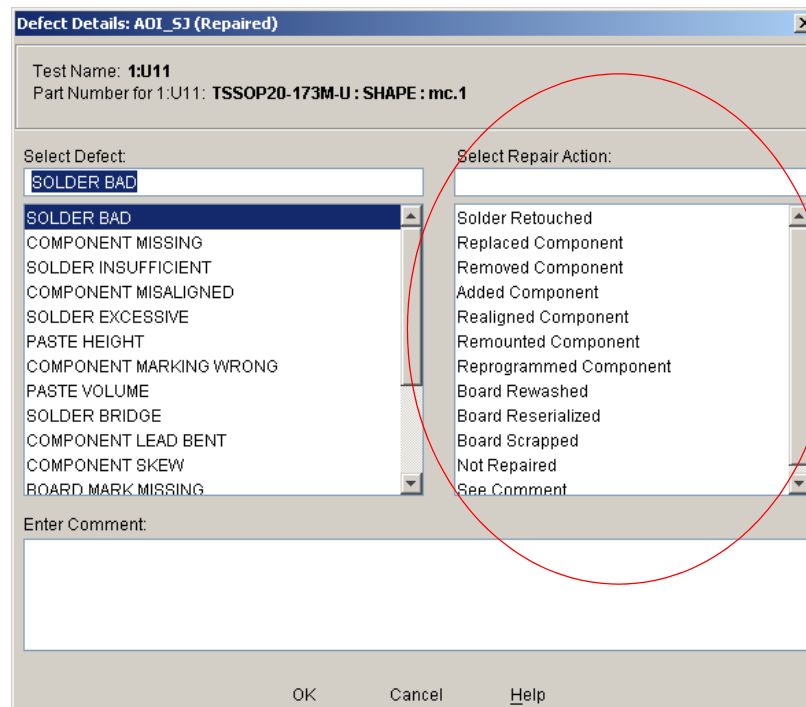 Defect Details: AOI_SJ (Repaired)
Test Name: 1:U11
Part Number for 1:U11: TSSOP20-173M-U : SHAPE : mc.1
Select Defect:
SOLDER BAD
SOLDER BAD
COMPONENT MISSING
SOLDER INSUFFICIENT
COMPONENT MISALIGNED
SOLDER EXCESSIVE
PASTE HEIGHT
COMPONENT MARKING WRONG
PASTE VOLUME
SOLDER BRIDGE
COMPONENT LEAD BENT
COMPONENT SKEW
BOARD MARK MISSING
Select Repair Action:
Solder Retouched
Replaced Component
Removed Component
Added Component
Realigned Component
Remounted Component
Reprogrammed Component
Board Rewashed
Board Reserialized
Board Scrapped
Not Repaired
See Comment
Enter Comment:
OK Cancel Help